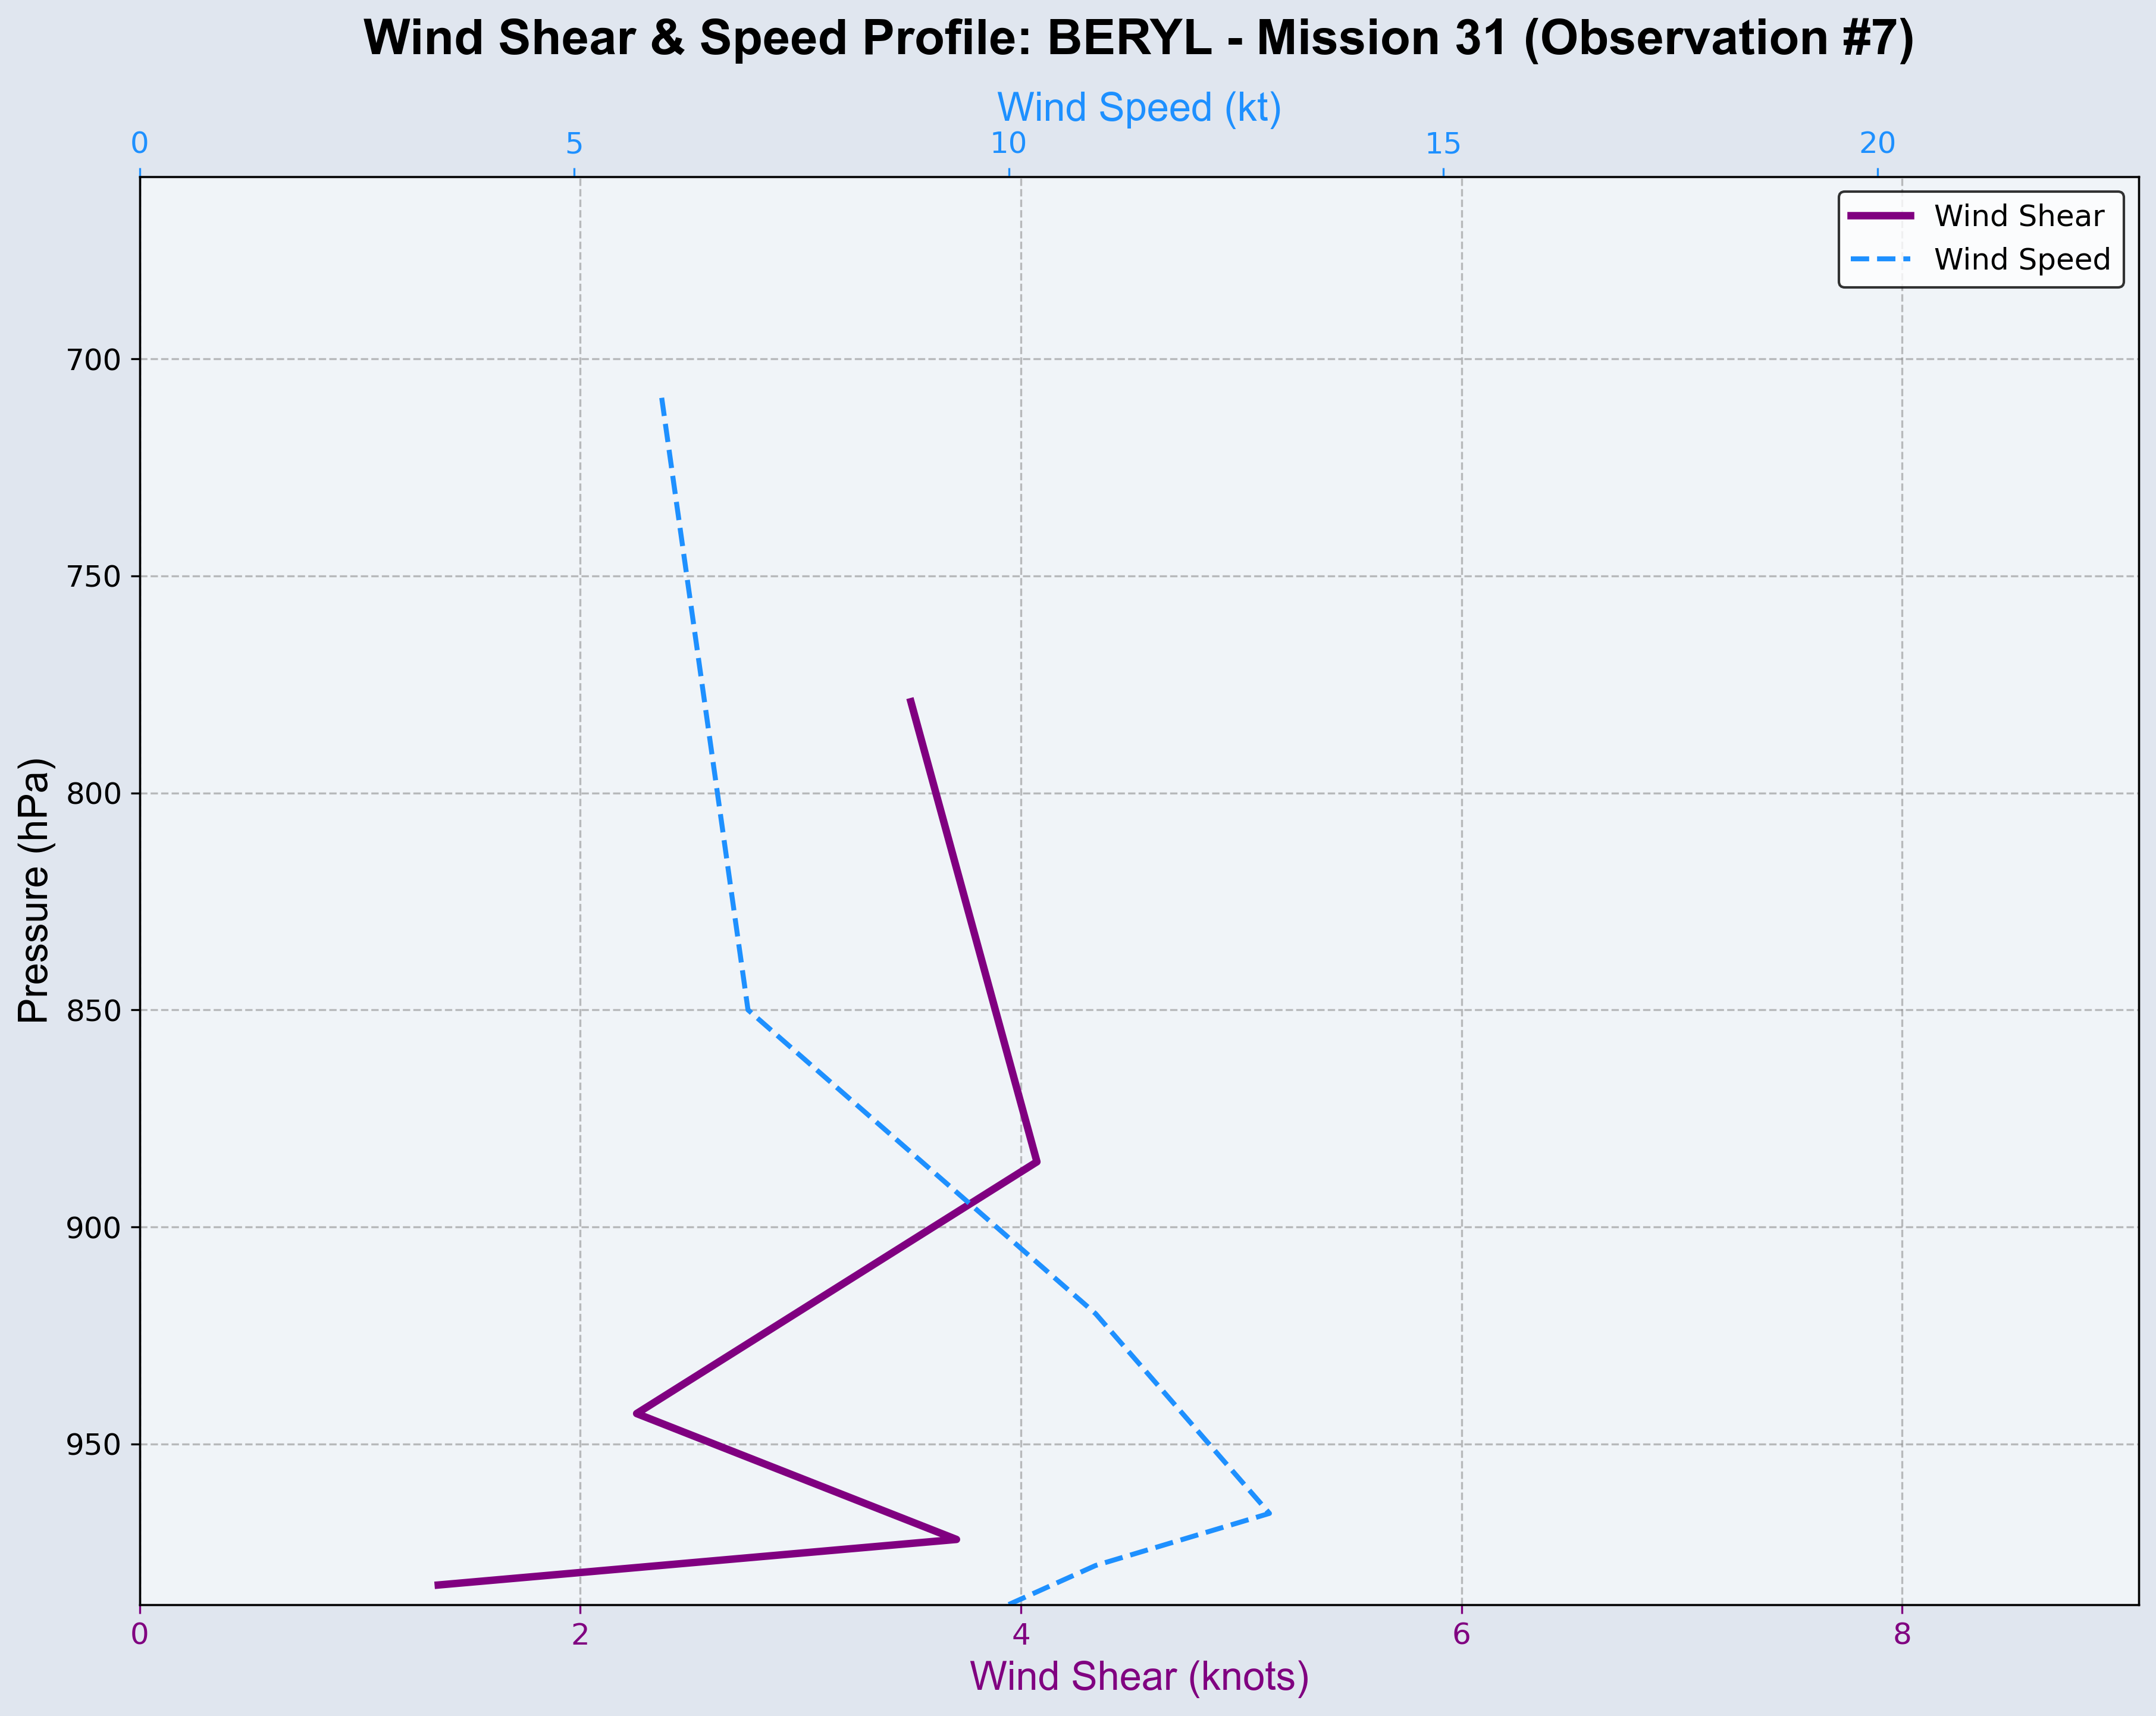 Wind Shear & Speed Profile: BERYL - Mission 31 (Observation #7)
Wind Speed (kt)
0 5 10 15 20
Wind Shear
Wind Speed
700
750
800
850
900
950
Pressure (hPa)
0 2 4 6 8
Wind Shear (knots)